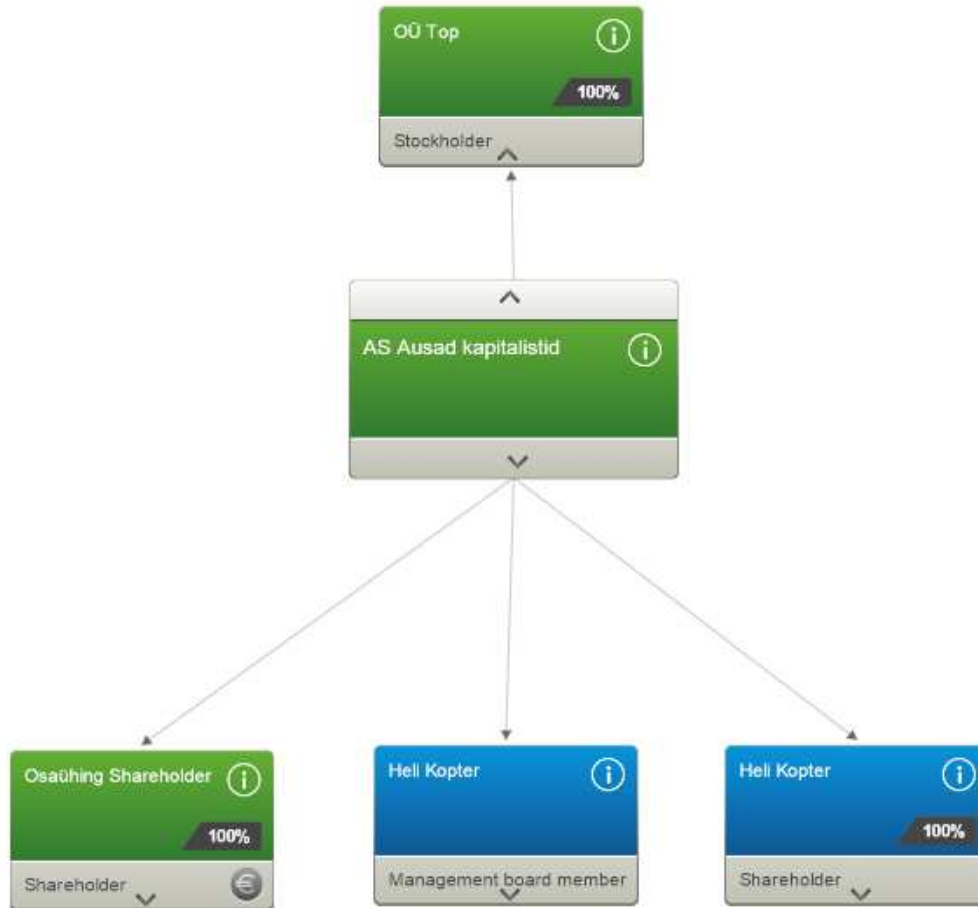 OÜ Top
100%
Stockholder
AS Ausad kapitalistid
Osaühing Shareholder
100%
Shareholder
€
Heli Kopter
Management board member
Heli Kopter
100%
Shareholder